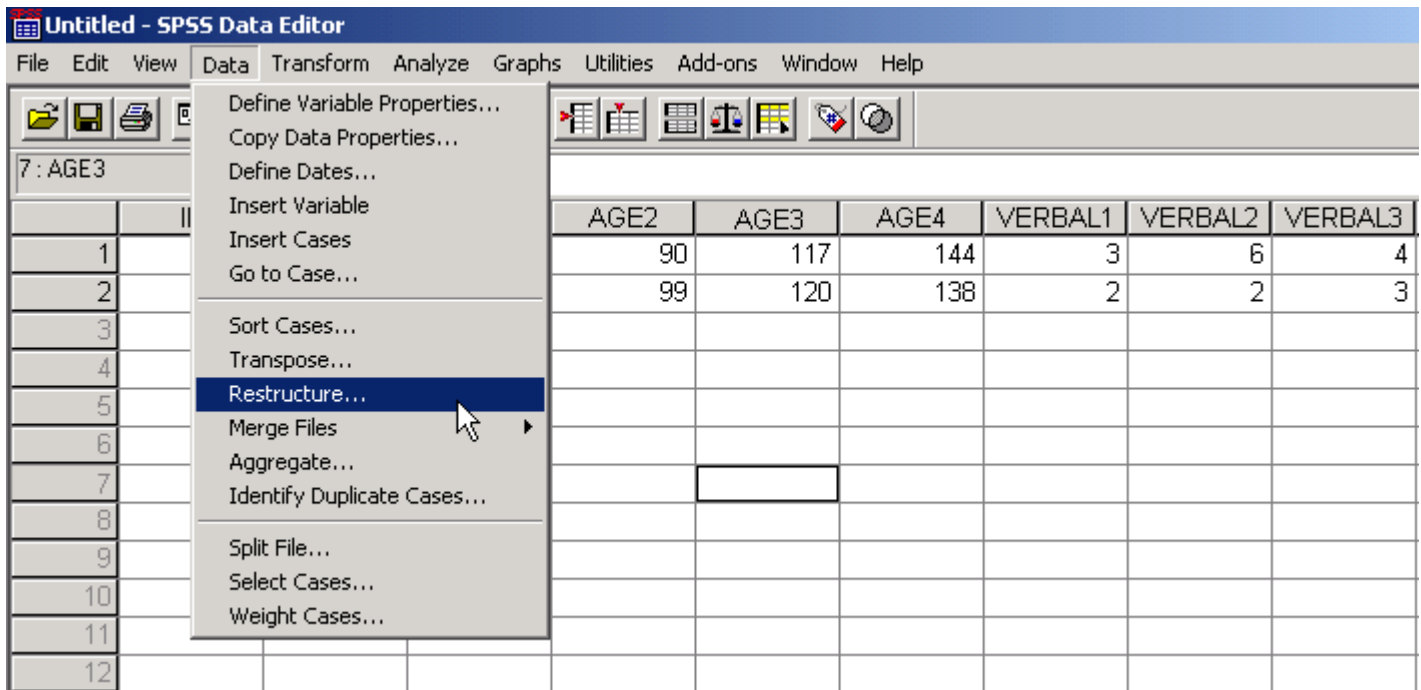 Untitled - SPSS Data Editor
File Edit View Data Transform Analyze Graphs Utilities Add-ons Window Help
7 : AGE3
AGE2 AGE3 AGE4 VERBAL1 VERBAL2 VERBAL3
1 90 117 144 3 6 4
2 99 120 138 2 2 3
3
4
5
6
7
8
9
10
11
12
Define Variable Properties...
Copy Data Properties...
Define Dates...
Insert Variable
Insert Cases
Go to Case...
Sort Cases...
Transpose...
Restructure...
Merge Files
Aggregate...
Identify Duplicate Cases...
Split File...
Select Cases...
Weight Cases...